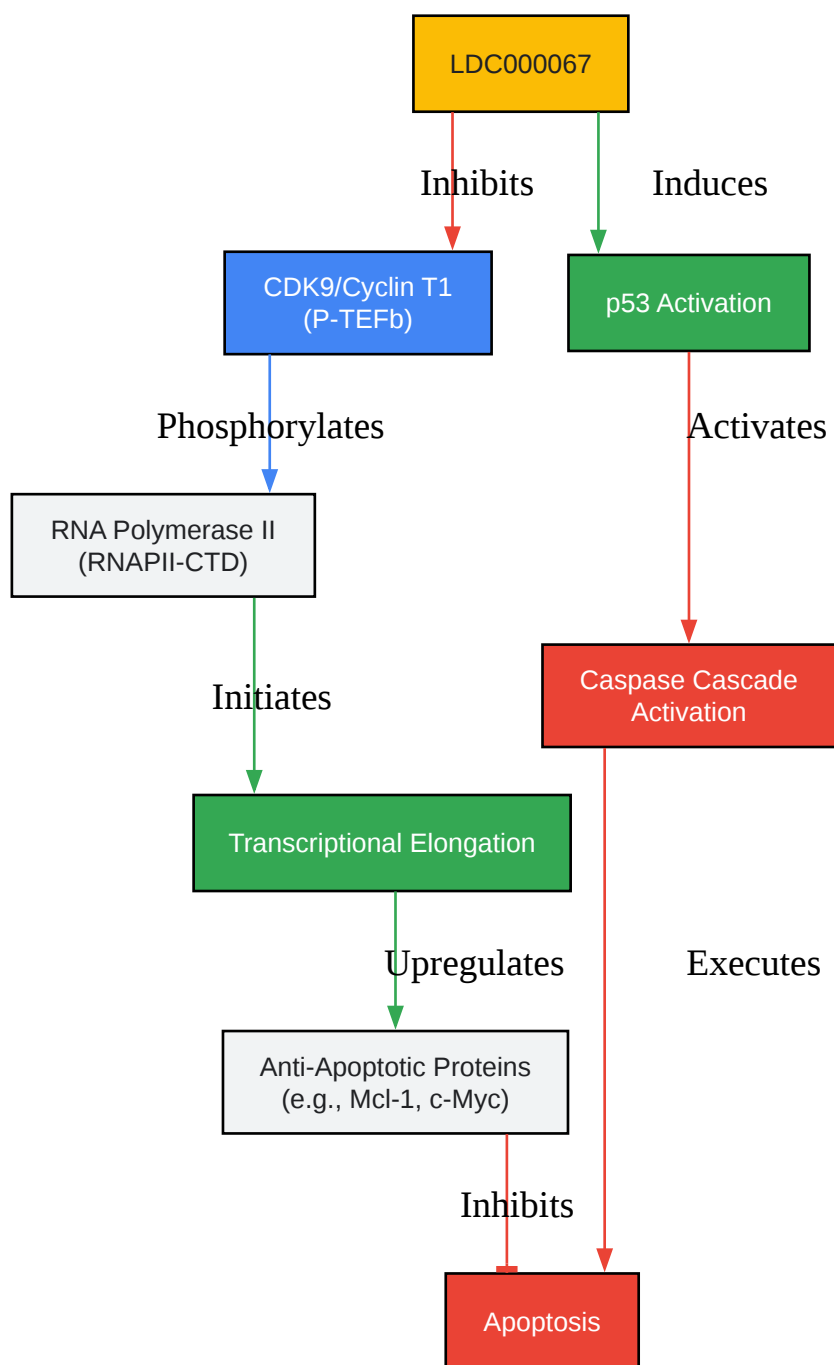 LDC000067
Inhibits
Induces
CDK9/Cyclin T1
(P-TEFb)
p53 Activation
Phosphorylates
Activates
RNA Polymerase II
(RNAPII-CTD)
Caspase Cascade
Activation
Initiates
Transcriptional Elongation
Upregulates
Executes
Anti-Apoptotic Proteins
(e.g., Mcl-1, c-Myc)
Inhibits
Apoptosis